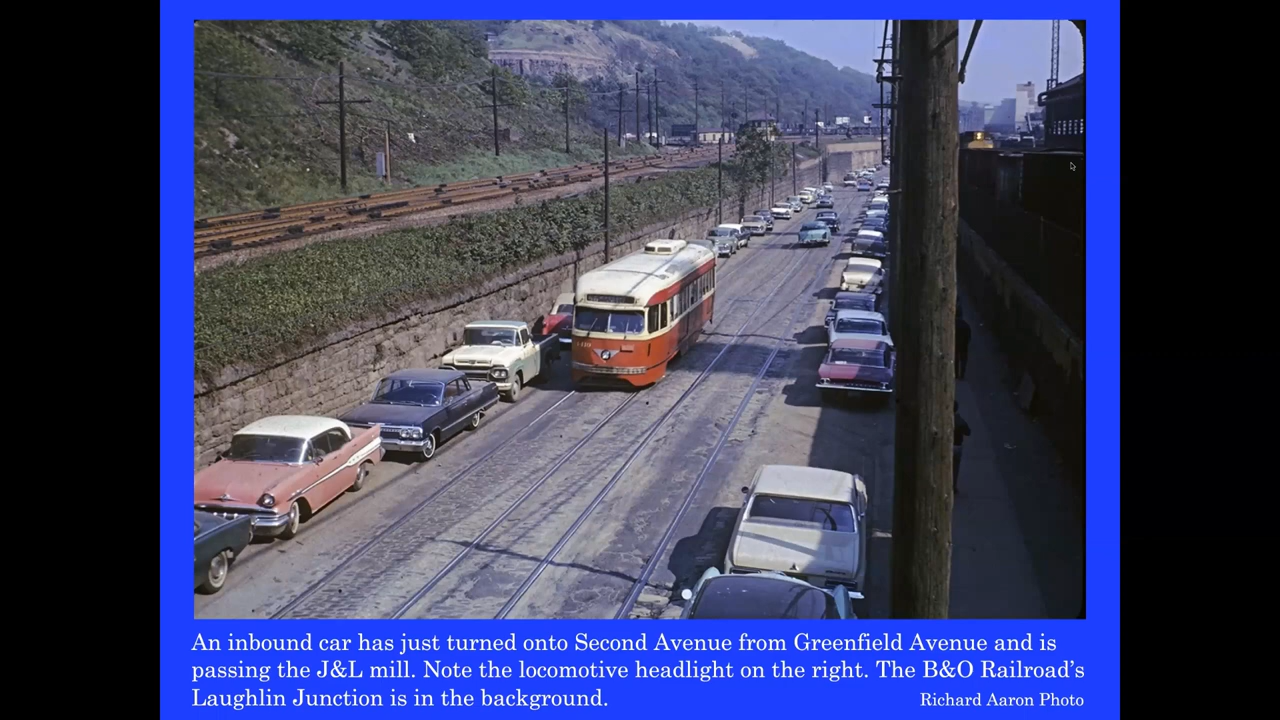 An inbound car has just turned onto Second Avenue from Greenfield Avenue and is
passing the J&L mill. Note the locomotive headlight on the right. The B&O Railroad's
Laughlin Junction is in the background.
Richard Aaron Photo